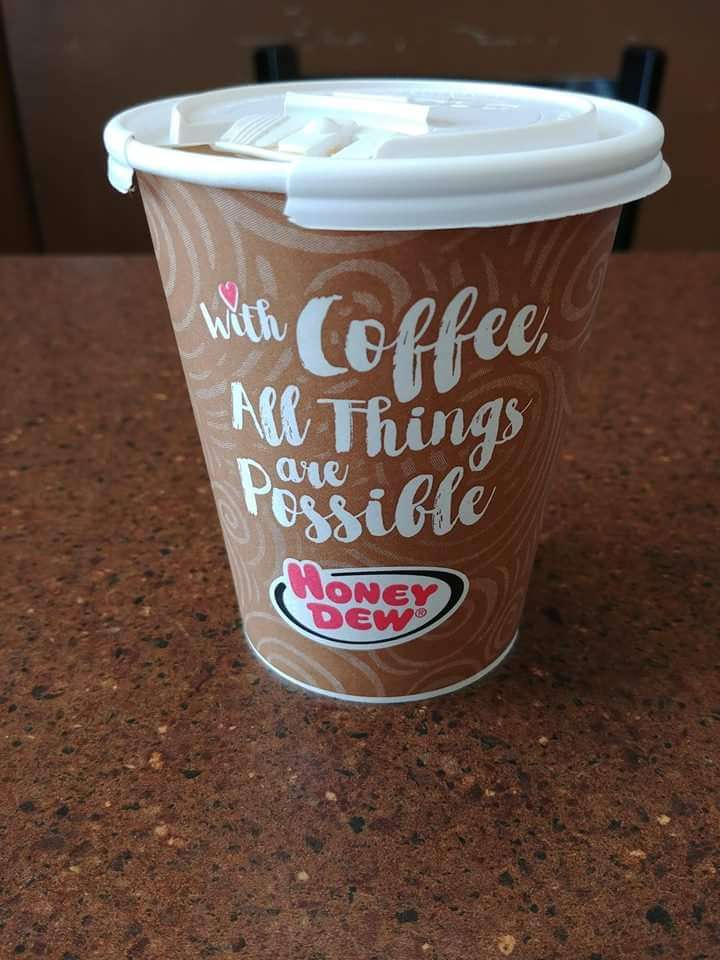 With Coffee,
All Things
are
Possible
HONEY
DEW®